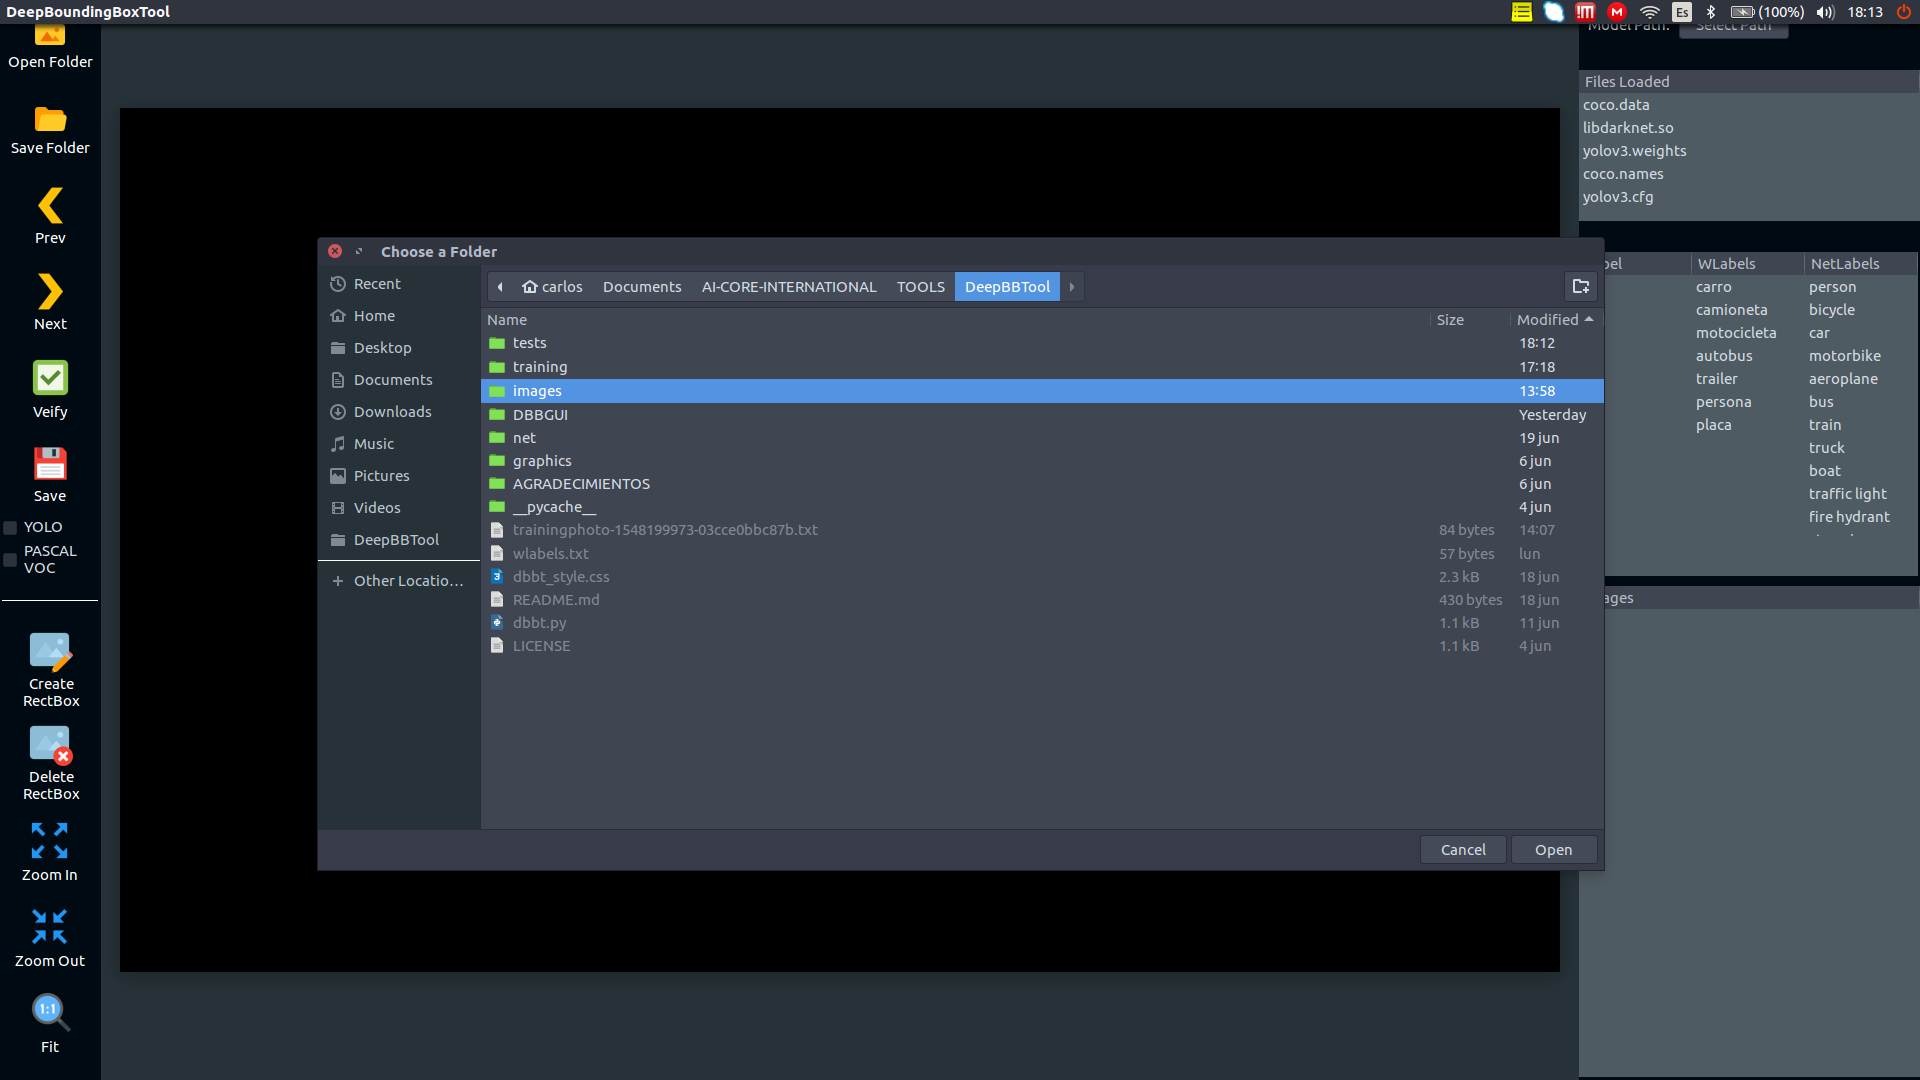 DeepBoundingBoxTool
Es
(100%)
18:13
Open Folder
Save Folder
Prev
Next
Veify
Save
YOLO
PASCAL
VOC
Create
RectBox
Delete
RectBox
Zoom In
Zoom Out
1:1
Fit
Choose a Folder
Recent
Home
Desktop
Documents
Downloads
Music
Pictures
Videos
DeepBBTool
Other Locatio...
carlos Documents AI-CORE-INTERNATIONAL TOOLS DeepBBTool
Name Size Modified
tests 18:12
training 17:18
images 13:58
DBBGUI Yesterday
net 19 jun
graphics 6 jun
AGRADECIMIENTOS 6 jun
__pycache__ 4 jun
trainingphoto-1548199973-03cce0bbc87b.txt 84 bytes 14:07
wlabels.txt 57 bytes lun
dbbt_style.css 2.3 kB 18 jun
README.md 430 bytes 18 jun
dbbt.py 1.1 kB 11 jun
LICENSE 1.1 kB 4 jun
Cancel Open
Model Path: Select Path
Files Loaded
coco.data
libdarknet.so
yolov3.weights
coco.names
yolov3.cfg
bel WLabels NetLabels
carro person
camioneta bicycle
motocicleta car
autobus motorbike
trailer aeroplane
persona bus
placa train
truck
boat
traffic light
fire hydrant
ages